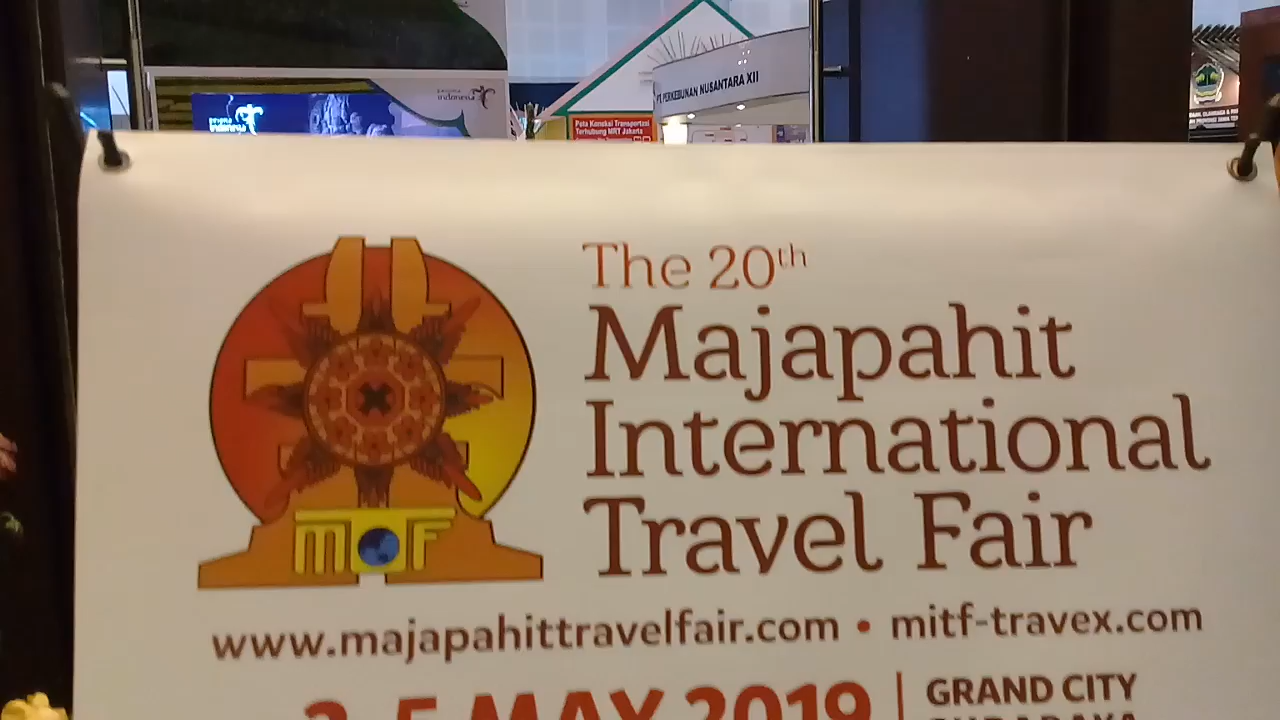 pesona
indonesia
PT. PERKEBUNAN NUSANTARA XII
Peta Koneksi Transportasi
Terhubung MRT Jakarta
The 20th
Majapahit
International
Travel Fair
www.majapahittravelfair.com • mitf-travex.com
MAY 2019
GRAND CITY